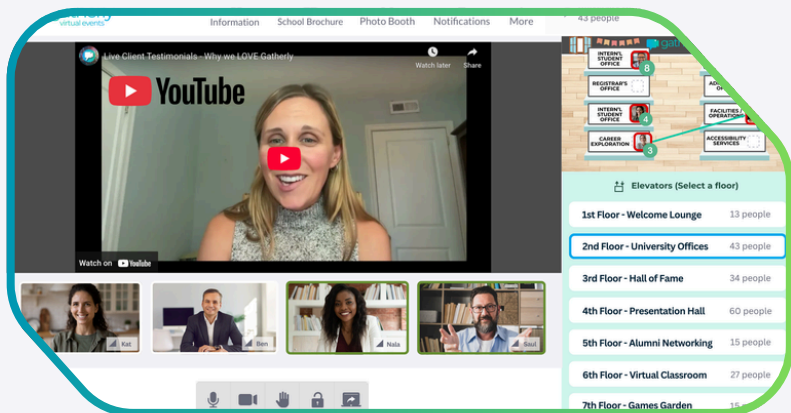 virtual events
Information
School Brochure
Photo Booth
Notifications
More
43 people
Live Client Testimonials - Why we LOVE Gatherly
Watch later
Share
YouTube
Watch on YouTube
Kat
Ben
Nala
Saul
INTERN'L
STUDENT
OFFICE
8
REGISTRAR'S
OFFICE
INTERN'L
STUDENT
OFFICE
4
FACILITIES /
OPERATIONS
CAREER
EXPLORATION
3
ACCESSIBILITY
SERVICES
Elevators (Select a floor)
1st Floor - Welcome Lounge 13 people
2nd Floor - University Offices 43 people
3rd Floor - Hall of Fame 34 people
4th Floor - Presentation Hall 60 people
5th Floor - Alumni Networking 15 people
6th Floor - Virtual Classroom 27 people
7th Floor - Games Garden